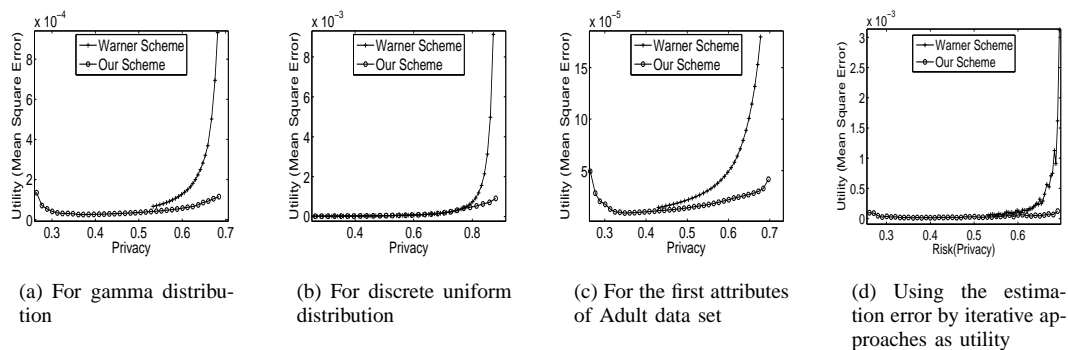 x 10⁻⁴
Utility (Mean Square Error)
8
6
4
2
0
Warner Scheme
Our Scheme
0.3 0.4 0.5 0.6 0.7
Privacy
(a) For gamma distribu-
tion
x 10⁻³
Utility (Mean Square Error)
8
6
4
2
0
Warner Scheme
Our Scheme
0.4 0.6 0.8
Privacy
(b) For discrete uniform
distribution
x 10⁻⁵
Utility (Mean Square Error)
15
10
5
Warner Scheme
Our Scheme
0.3 0.4 0.5 0.6 0.7
Privacy
(c) For the first attributes
of Adult data set
x 10⁻³
Utility (Mean Square Error)
3
2.5
2
1.5
1
0.5
0
Warner Scheme
Our Scheme
0.3 0.4 0.5 0.6
Risk(Privacy)
(d) Using the estima-
tion error by iterative ap-
proaches as utility